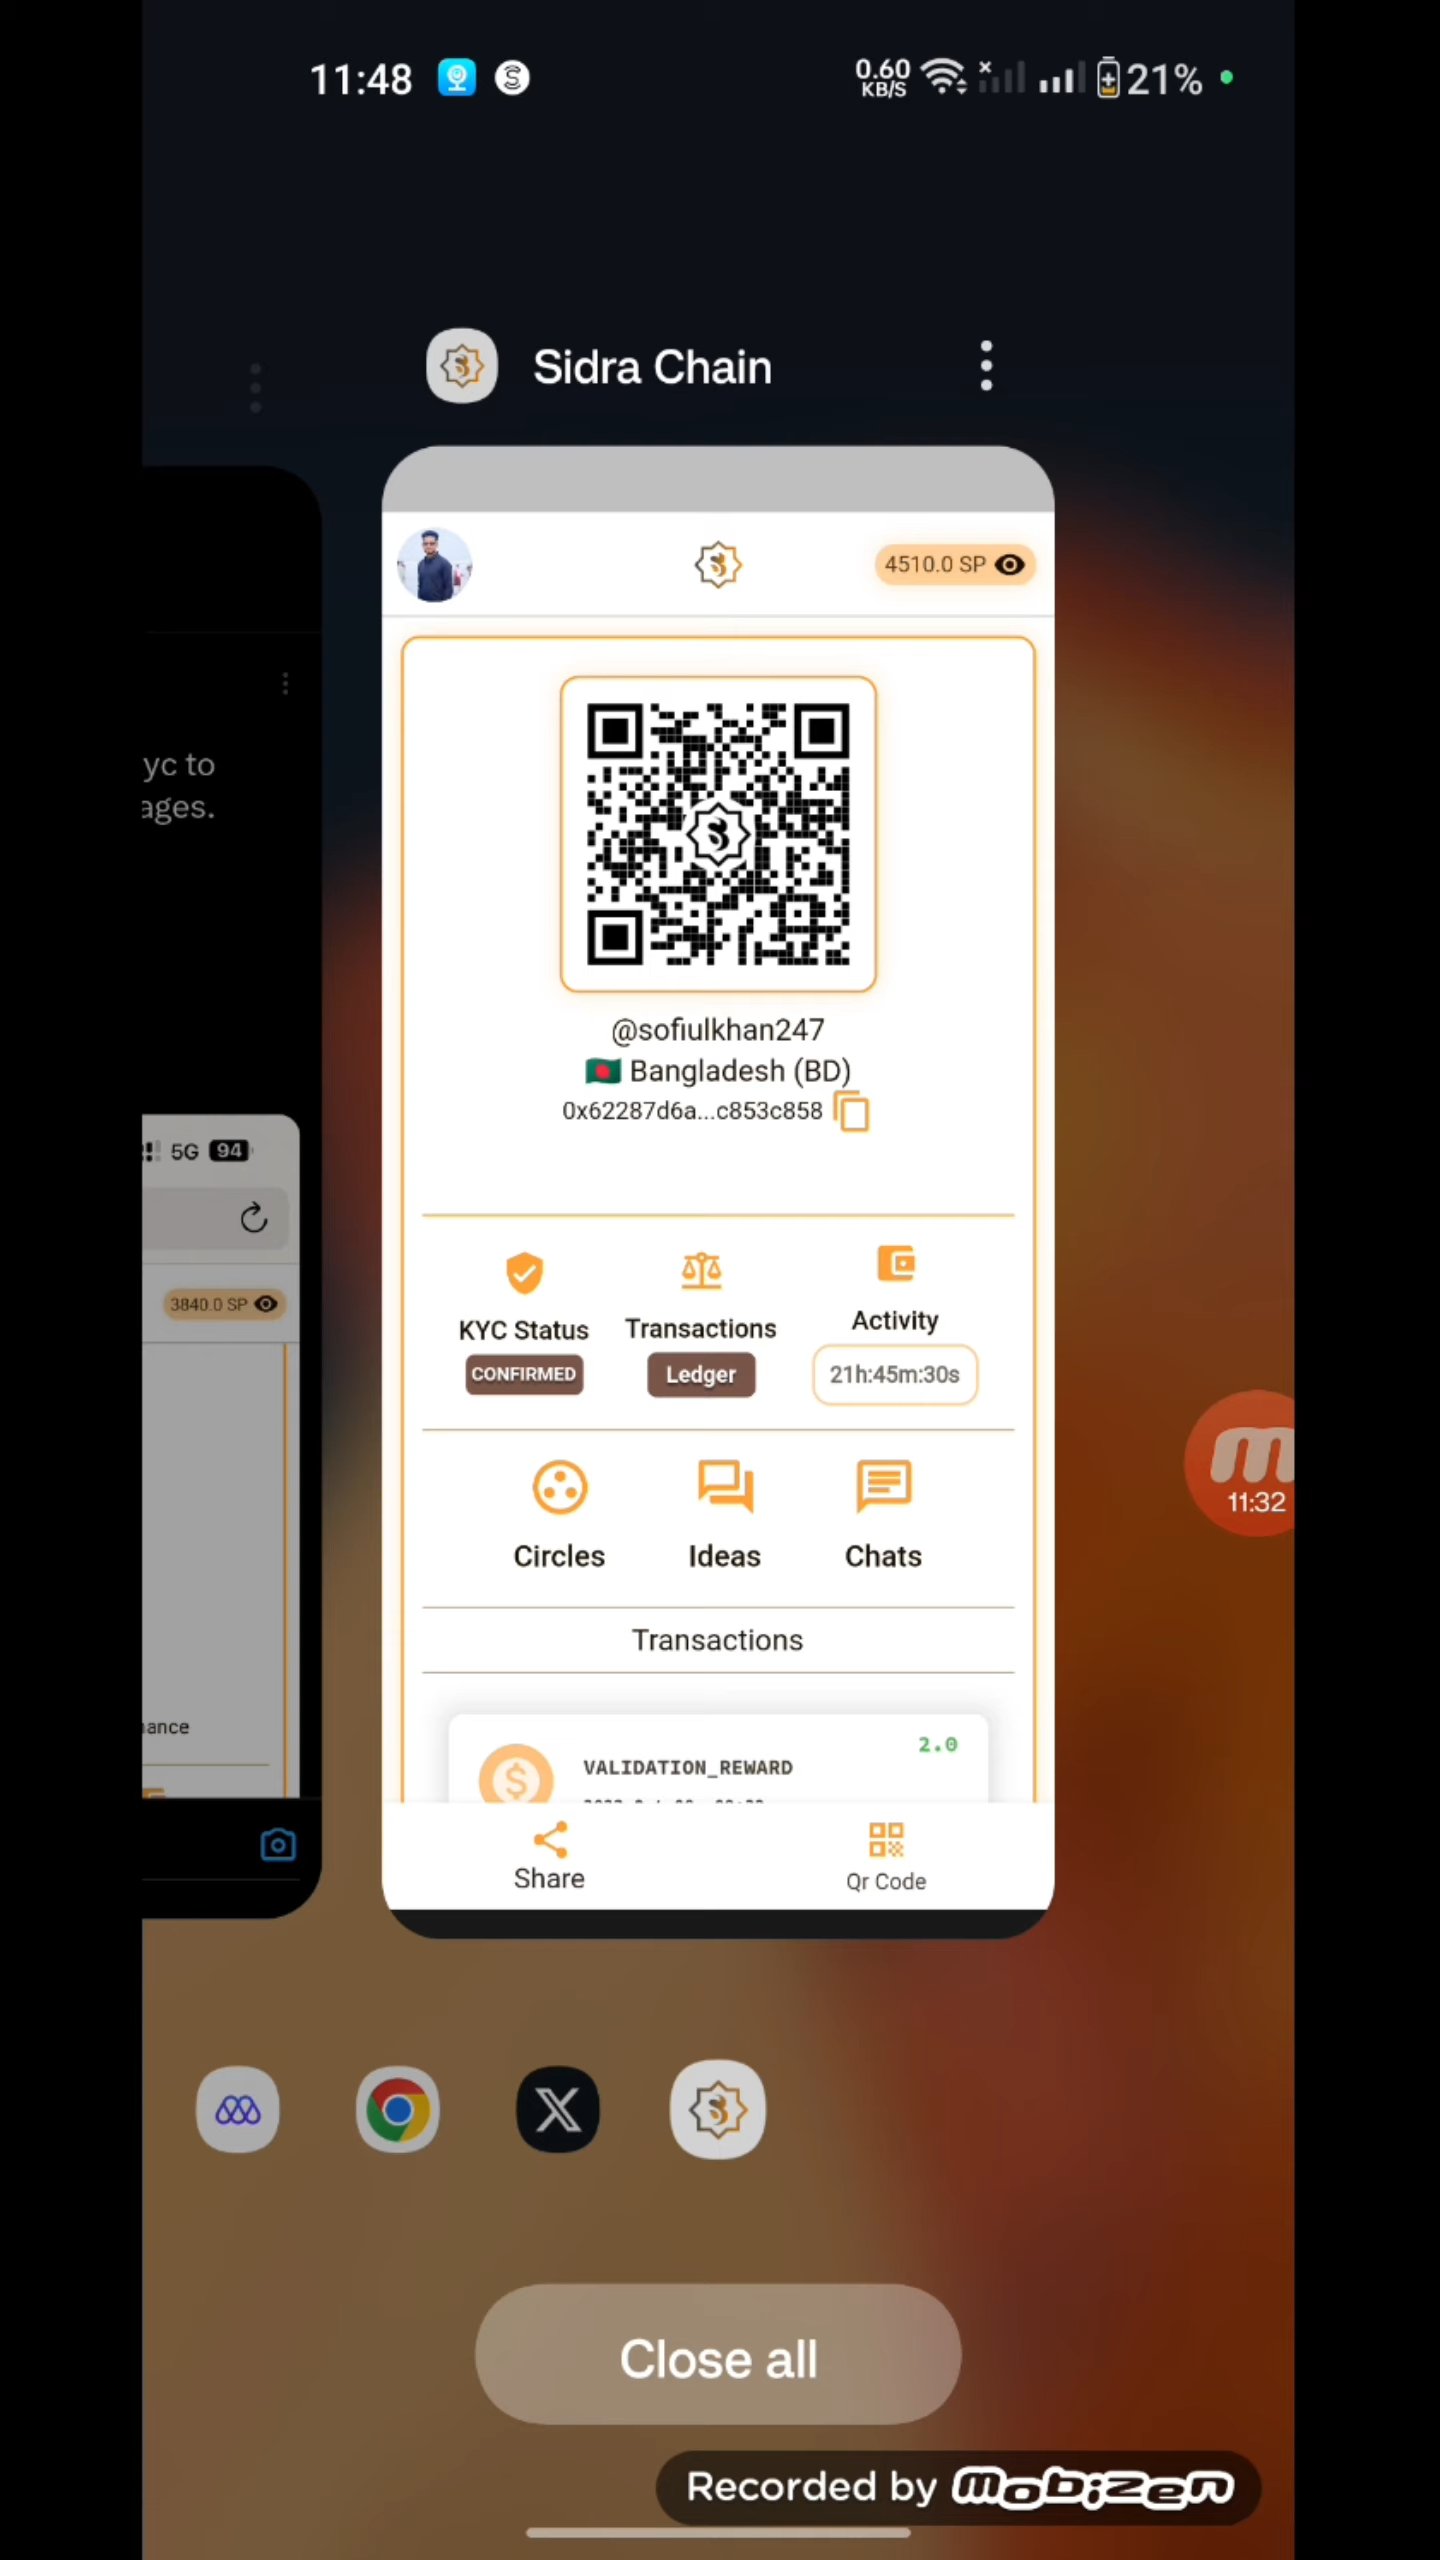 11:48
0.60
KB/S
21%
Sidra Chain
4510.0 SP
yc to
ages.
@sofiulkhan247
Bangladesh (BD)
0x62287d6a...c853c858
5G 94
3840.0 SP
KYC Status
CONFIRMED
Transactions
Ledger
Activity
21h:45m:30s
11:32
Circles
Ideas
Chats
Transactions
ance
2.0
VALIDATION_REWARD
Share
Qr Code
Close all
Recorded by mobizen